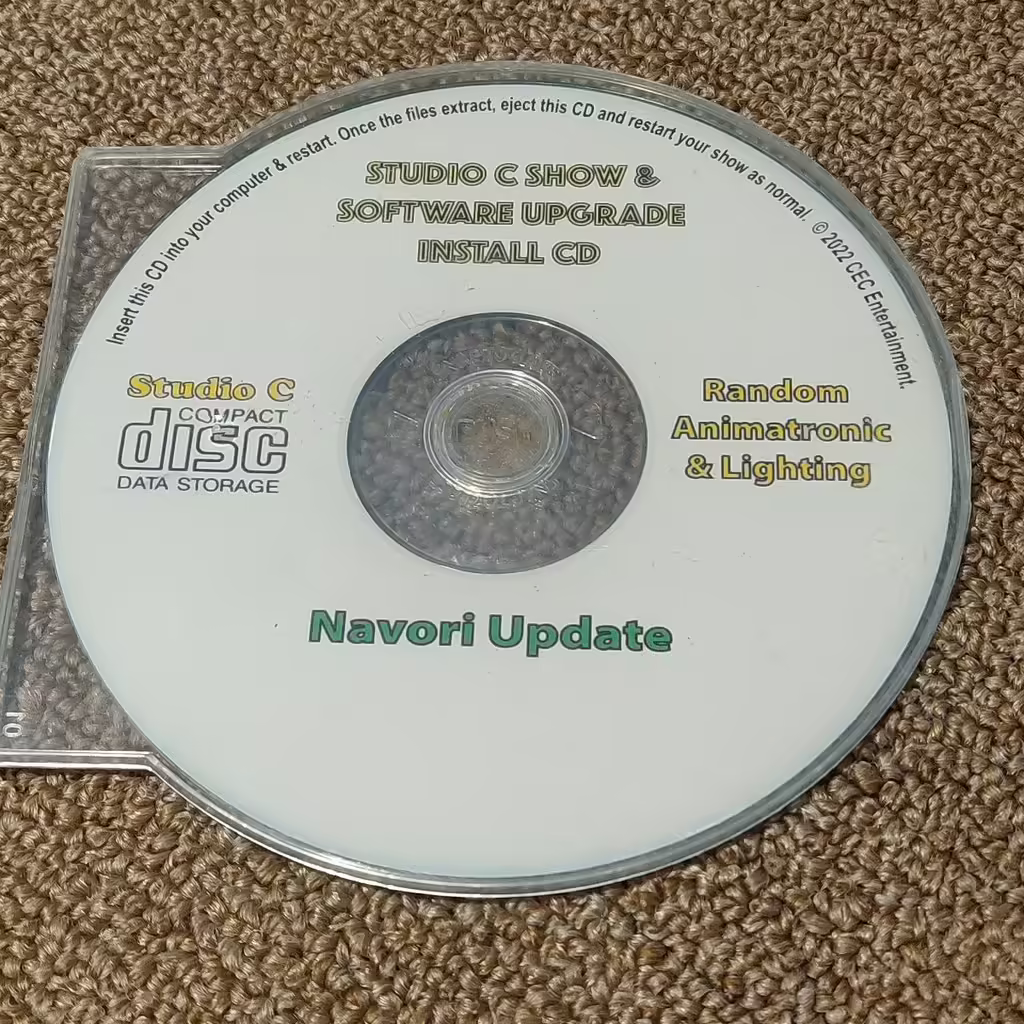 Insert this CD into your computer & restart. Once the files extract, eject this CD and restart your show as normal. © 2022 CEC Entertainment.
STUDIO C SHOW &
SOFTWARE UPGRADE
INSTALL CD
Studio C
COMPACT
disc
DATA STORAGE
Random
Animatronic
& Lighting
Navori Update
PUSH